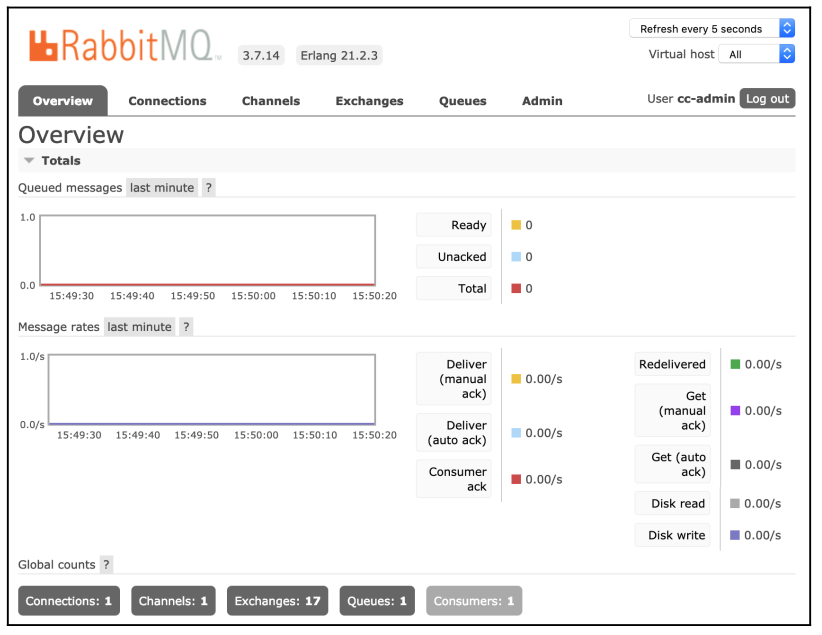 Refresh every 5 seconds
RabbitMQ TM 3.7.14 Erlang 21.2.3
Virtual host All
Overview Connections Channels Exchanges Queues Admin User cc-admin Log out
Overview
Totals
Queued messages last minute ?
1.0
0.0
15:49:30 15:49:40 15:49:50 15:50:00 15:50:10 15:50:20
Ready 0
Unacked 0
Total 0
Message rates last minute ?
1.0/s
0.0/s
15:49:30 15:49:40 15:49:50 15:50:00 15:50:10 15:50:20
Deliver
(manual
ack)
0.00/s
Deliver
(auto ack)
0.00/s
Consumer
ack
0.00/s
Redelivered 0.00/s
Get
(manual
ack)
0.00/s
Get (auto
ack)
0.00/s
Disk read 0.00/s
Disk write 0.00/s
Global counts ?
Connections: 1 Channels: 1 Exchanges: 17 Queues: 1 Consumers: 1